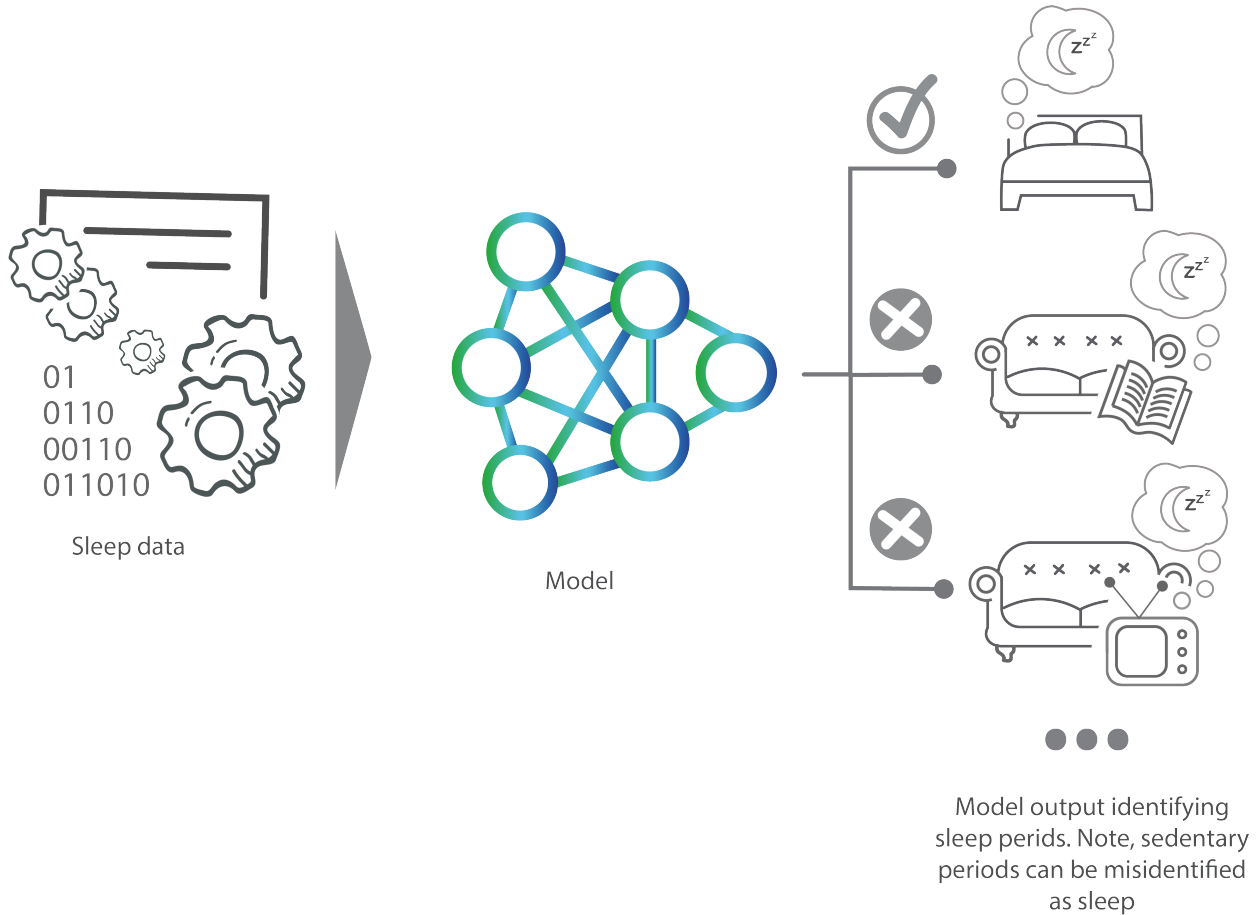 zzz
01
0110
00110
011010
Sleep data
Model
zzz
zzz
Model output identifying
sleep perids. Note, sedentary
periods can be misidentified
as sleep